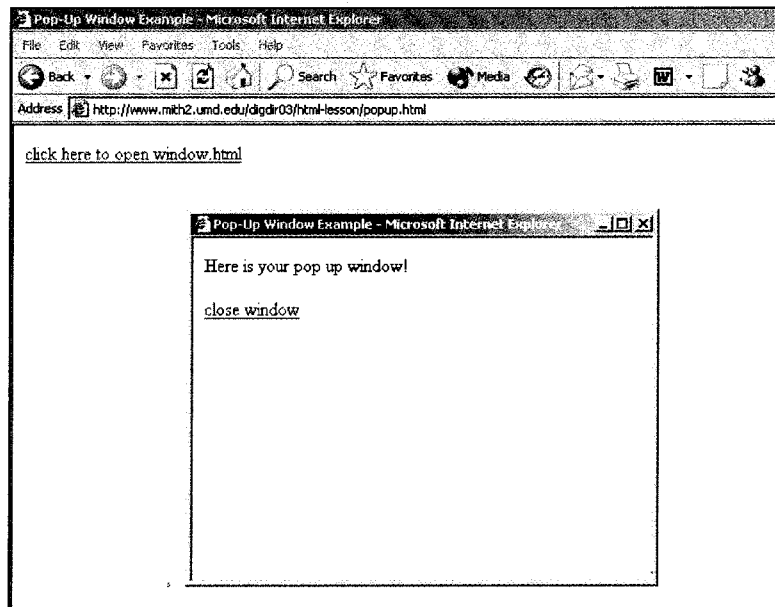 Pop-Up Window Example - Microsoft Internet Explorer
File Edit View Favorites Tools Help
Back Search Favorites Media W
Address http://www.mith2.umd.edu/digdir03/html-lesson/popup.html
click here to open window.html
Pop-Up Window Example - Microsoft Internet Explorer
Here is your pop up window!
close window